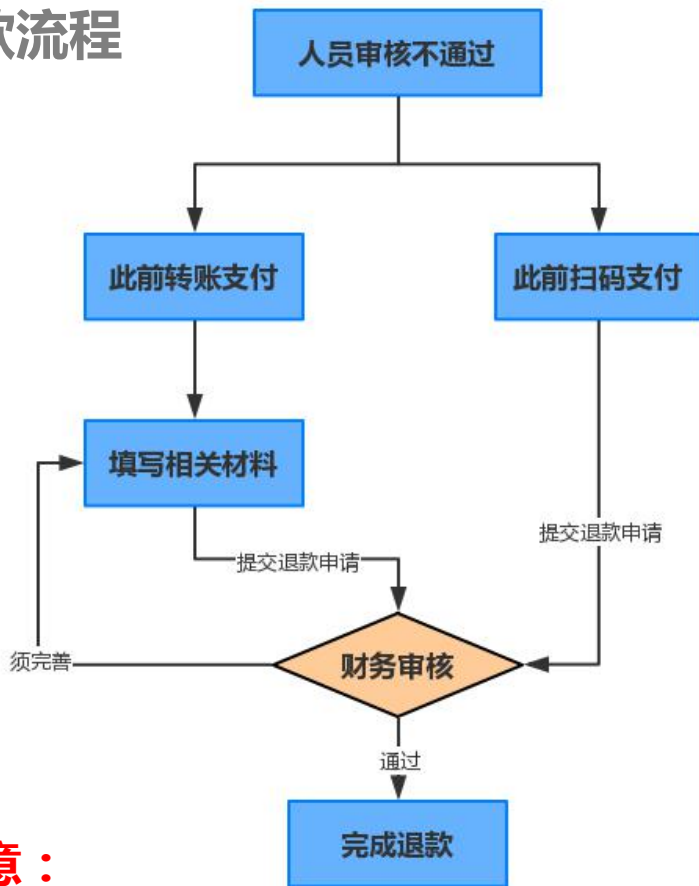 款流程
人员审核不通过
此前转账支付
此前扫码支付
填写相关材料
提交退款申请
提交退款申请
须完善
财务审核
通过
完成退款
意：